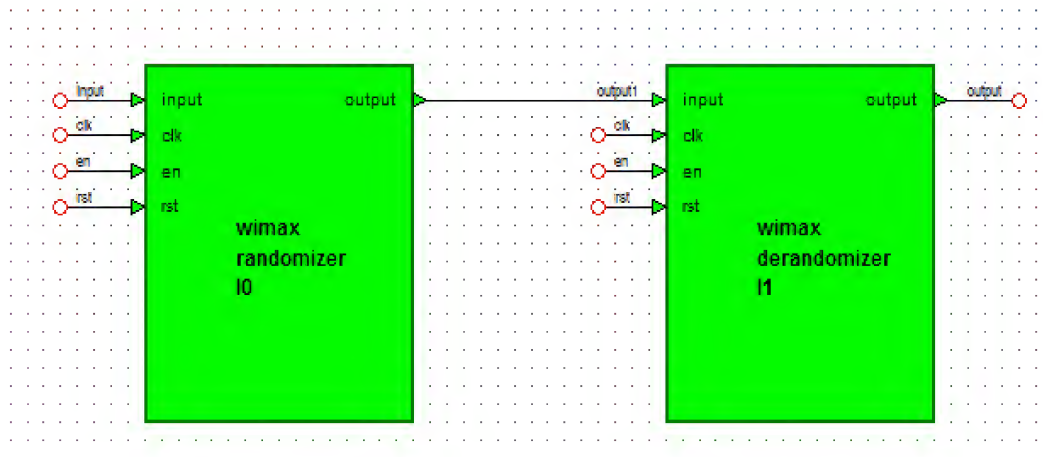 input
clk
en
rst
input output
clk
en
rst
wimax
randomizer
I0
output1
clk
en
rst
input output
clk
en
rst
wimax
derandomizer
I1
output